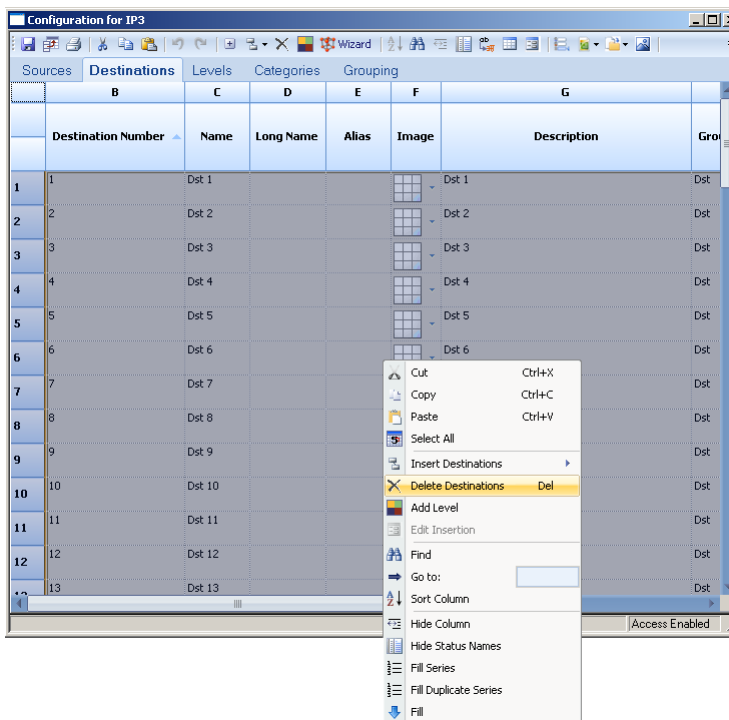 Configuration for IP3
Wizard
Sources Destinations Levels Categories Grouping
B C D E F G
Destination Number Name Long Name Alias Image Description Gro
1 1 Dst 1 Dst 1 Dst
2 2 Dst 2 Dst 2 Dst
3 3 Dst 3 Dst 3 Dst
4 4 Dst 4 Dst 4 Dst
5 5 Dst 5 Dst 5 Dst
6 6 Dst 6 Dst 6 Dst
7 7 Dst 7 Dst
8 8 Dst 8 Dst
9 9 Dst 9 Dst
10 10 Dst 10 Dst
11 11 Dst 11 Dst
12 12 Dst 12 Dst
13 13 Dst 13 Dst
Cut Ctrl+X
Copy Ctrl+C
Paste Ctrl+V
Select All
Insert Destinations
Delete Destinations Del
Add Level
Edit Insertion
Find
Go to:
Sort Column
Hide Column
Hide Status Names
Fill Series
Fill Duplicate Series
Fill
Access Enabled